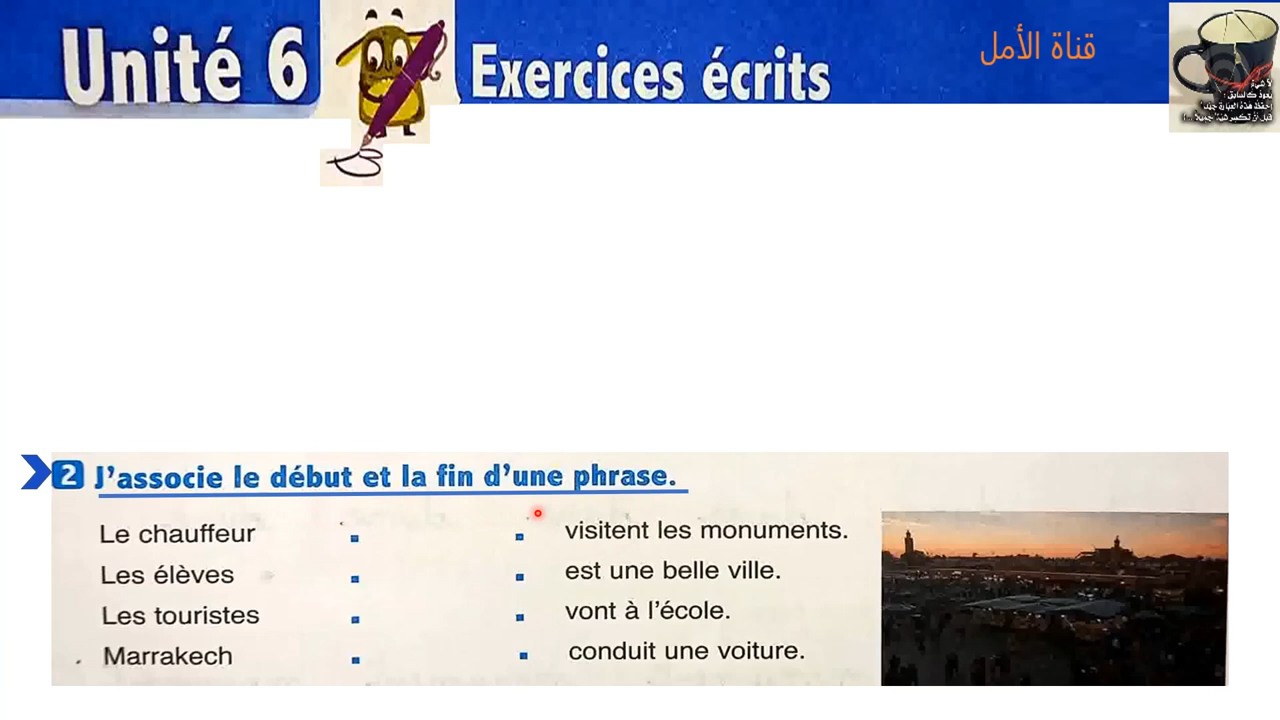 Unité 6
Exercices écrits
قناة الأمل
2 J'associe le début et la fin d'une phrase.
Le chauffeur visitent les monuments.
Les élèves est une belle ville.
Les touristes vont à l'école.
Marrakech conduit une voiture.